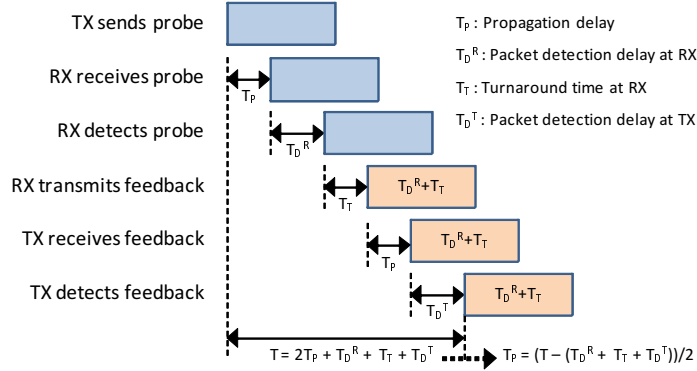 TX sends probe
T_P : Propagation delay
T_D^R : Packet detection delay at RX
RX receives probe
T_P
T_T : Turnaround time at RX
T_D^T : Packet detection delay at TX
RX detects probe
T_D^R
RX transmits feedback
T_D^R+T_T
T_T
TX receives feedback
T_D^R+T_T
T_P
TX detects feedback
T_D^R+T_T
T_D^T
T = 2T_P + T_D^R + T_T + T_D^T
T_P = (T – (T_D^R + T_T + T_D^T))/2